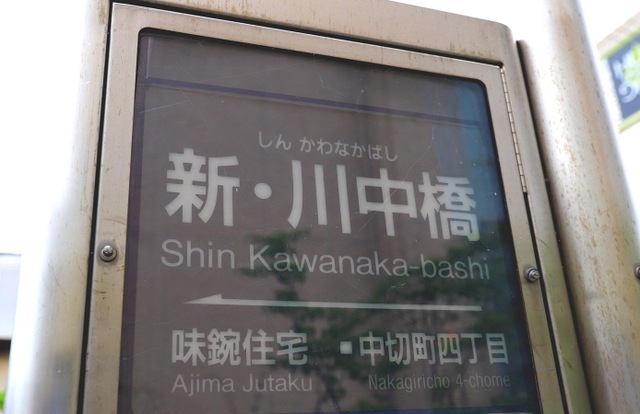 しん かわなかばし
新・川中橋
Shin Kawanaka-bashi
味鋺住宅 ▪中切町四丁目
Ajima Jutaku Nakagiricho 4-chome